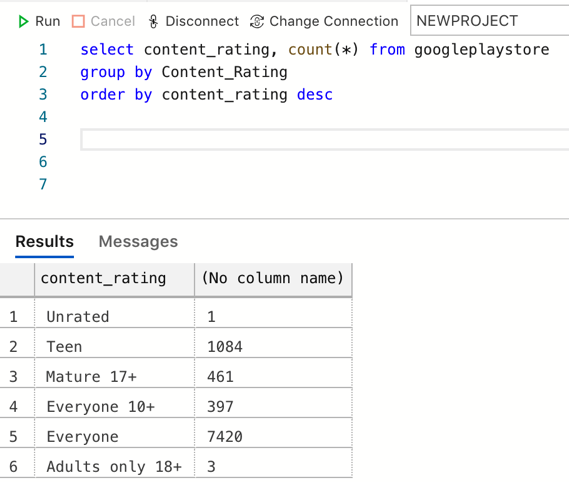 Run Cancel Disconnect Change Connection NEWPROJECT
1 select content_rating, count(*) from googleplaystore
2 group by Content_Rating
3 order by content_rating desc
4
5
6
7
Results Messages
content_rating (No column name)
1 Unrated 1
2 Teen 1084
3 Mature 17+ 461
4 Everyone 10+ 397
5 Everyone 7420
6 Adults only 18+ 3